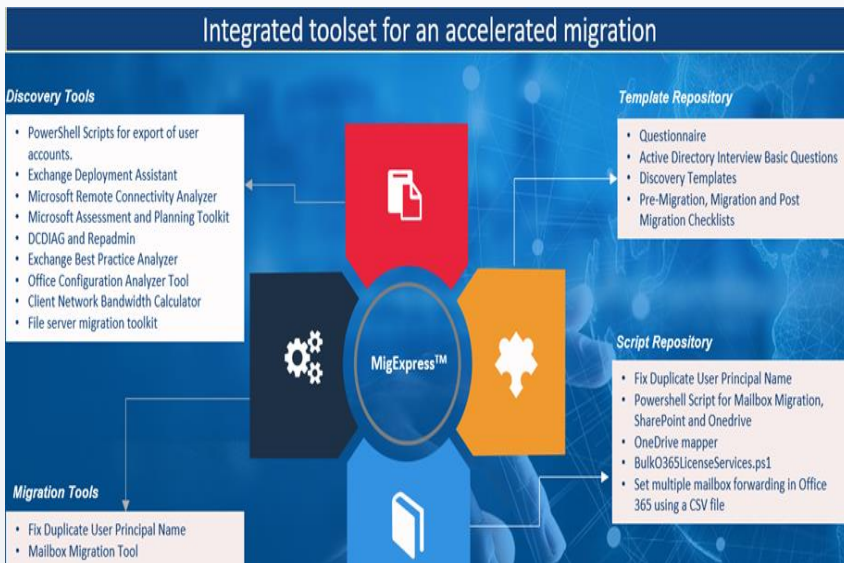 Integrated toolset for an accelerated migration
Discovery Tools
• PowerShell Scripts for export of user
accounts.
• Exchange Deployment Assistant
• Microsoft Remote Connectivity Analyzer
• Microsoft Assessment and Planning Toolkit
• DCDIAG and Repadmin
• Exchange Best Practice Analyzer
• Office Configuration Analyzer Tool
• Client Network Bandwidth Calculator
• File server migration toolkit
Template Repository
• Questionnaire
• Active Directory Interview Basic Questions
• Discovery Templates
• Pre-Migration, Migration and Post
Migration Checklists
MigExpress™
Script Repository
• Fix Duplicate User Principal Name
• Powershell Script for Mailbox Migration,
SharePoint and Onedrive
• OneDrive mapper
• BulkO365LicenseServices.ps1
• Set multiple mailbox forwarding in Office
365 using a CSV file
Migration Tools
• Fix Duplicate User Principal Name
• Mailbox Migration Tool